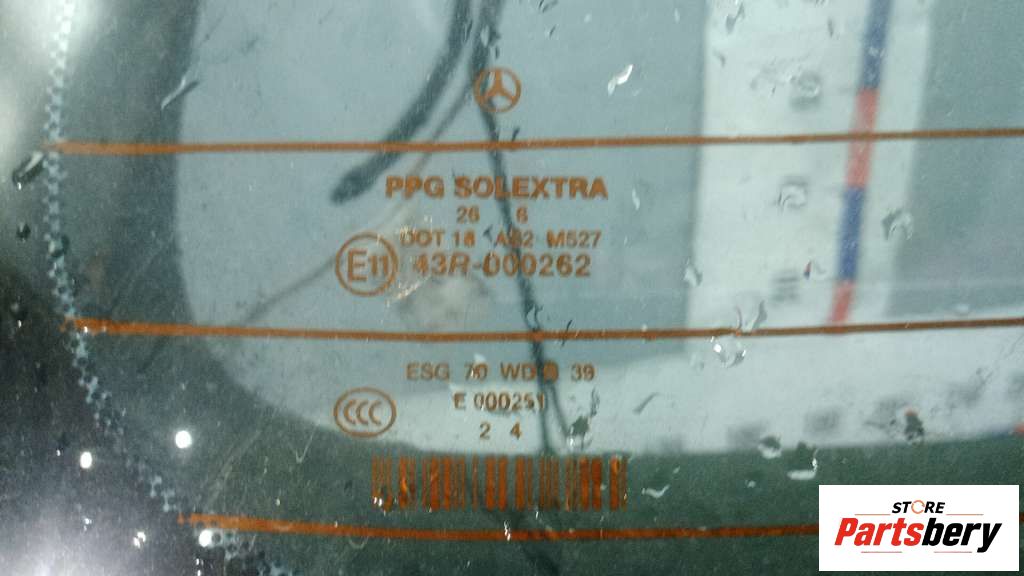 PPG SOLEXTRA
26 6
DOT 18 AS2 M527
E11 43R-000262
ESG 70 WD 39
E 000251
CCC
2 4
STORE
Partsbery